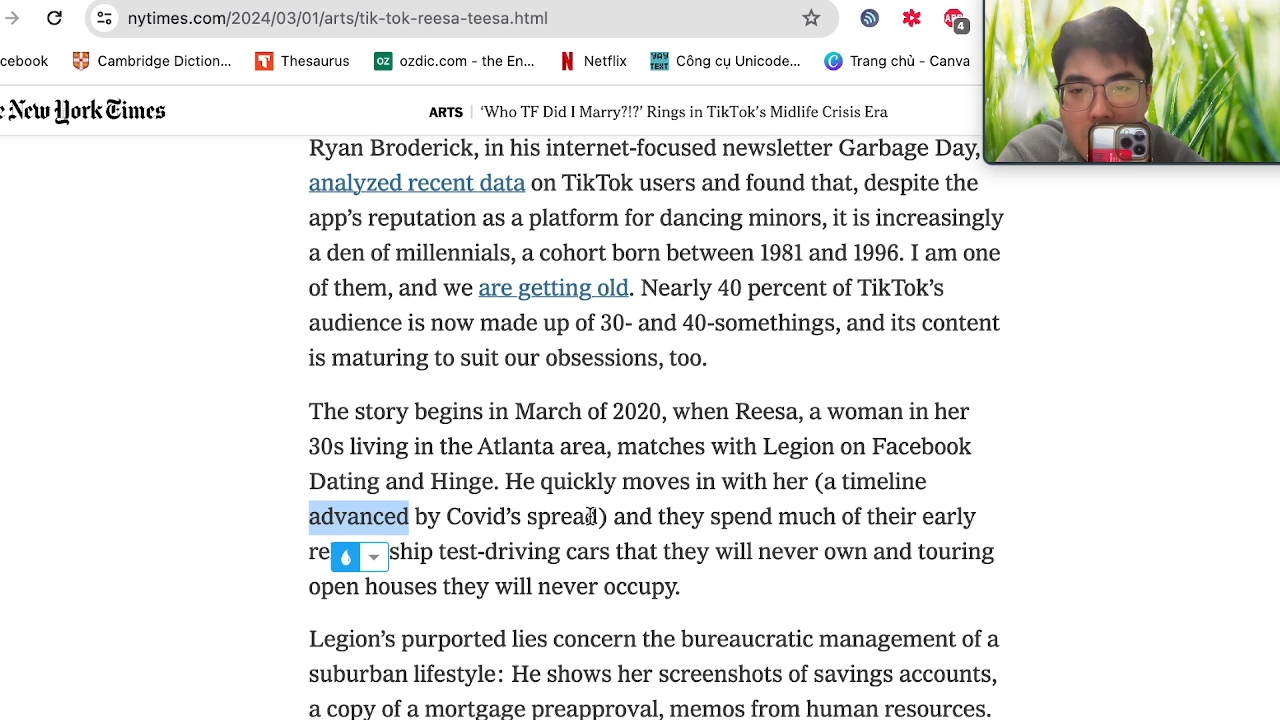 nytimes.com/2024/03/01/arts/tik-tok-reesa-teesa.html
4
cebook
Cambridge Diction...
Thesaurus
ozdic.com - the En...
Netflix
Công cụ Unicode...
Trang chủ - Canva
The New York Times
ARTS | ‘Who TF Did I Marry?!?’ Rings in TikTok’s Midlife Crisis Era
Ryan Broderick, in his internet-focused newsletter Garbage Day,
analyzed recent data on TikTok users and found that, despite the
app’s reputation as a platform for dancing minors, it is increasingly
a den of millennials, a cohort born between 1981 and 1996. I am one
of them, and we are getting old. Nearly 40 percent of TikTok’s
audience is now made up of 30- and 40-somethings, and its content
is maturing to suit our obsessions, too.
The story begins in March of 2020, when Reesa, a woman in her
30s living in the Atlanta area, matches with Legion on Facebook
Dating and Hinge. He quickly moves in with her (a timeline
advanced by Covid’s spread) and they spend much of their early
re ship test-driving cars that they will never own and touring
open houses they will never occupy.
Legion’s purported lies concern the bureaucratic management of a
suburban lifestyle: He shows her screenshots of savings accounts,
a copy of a mortgage preapproval, memos from human resources.